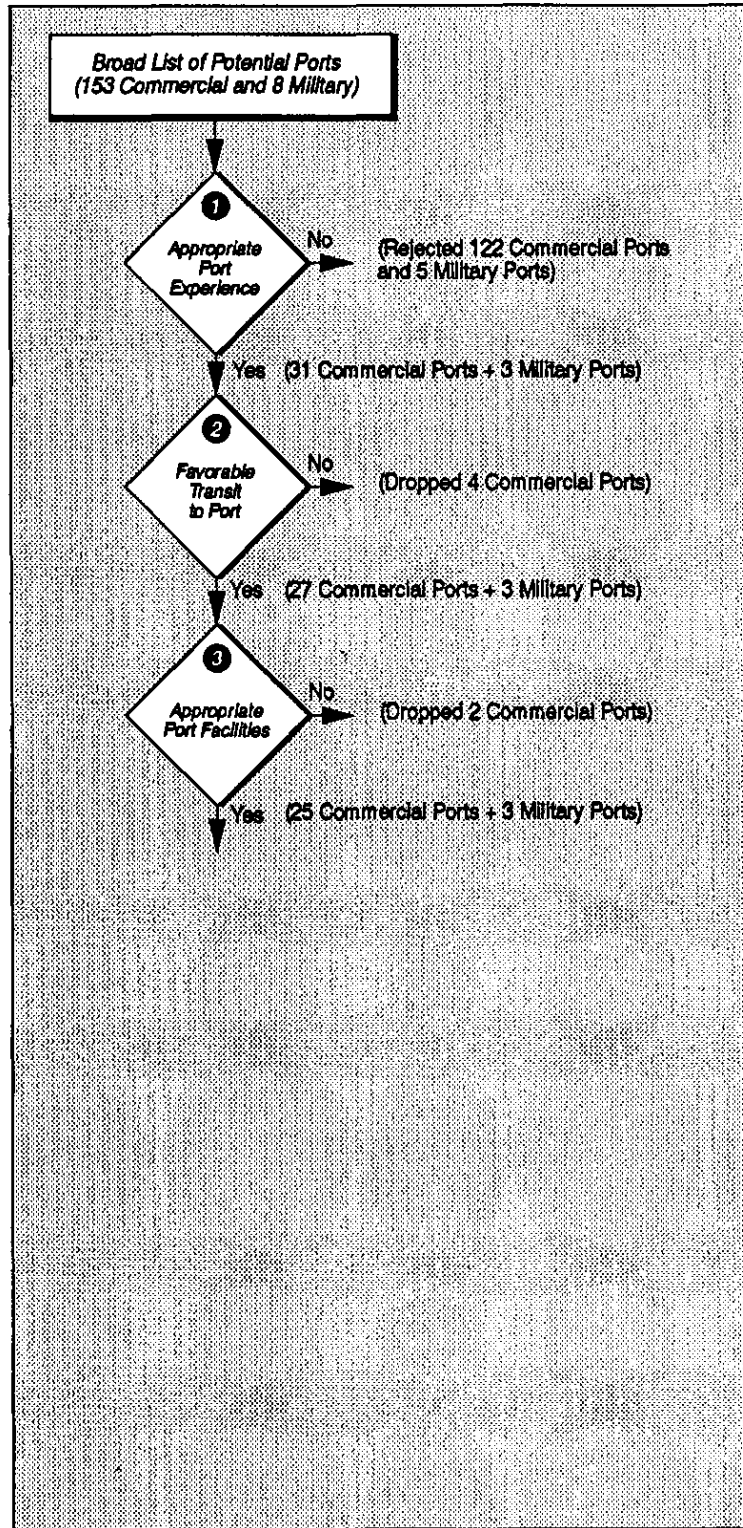 Broad List of Potential Ports
(153 Commercial and 8 Military)
1
Appropriate
Port
Experience
No
(Rejected 122 Commercial Ports
and 5 Military Ports)
Yes
(31 Commercial Ports + 3 Military Ports)
2
Favorable
Transit
to Port
No
(Dropped 4 Commercial Ports)
Yes
(27 Commercial Ports + 3 Military Ports)
3
Appropriate
Port Facilities
No
(Dropped 2 Commercial Ports)
Yes
(25 Commercial Ports + 3 Military Ports)